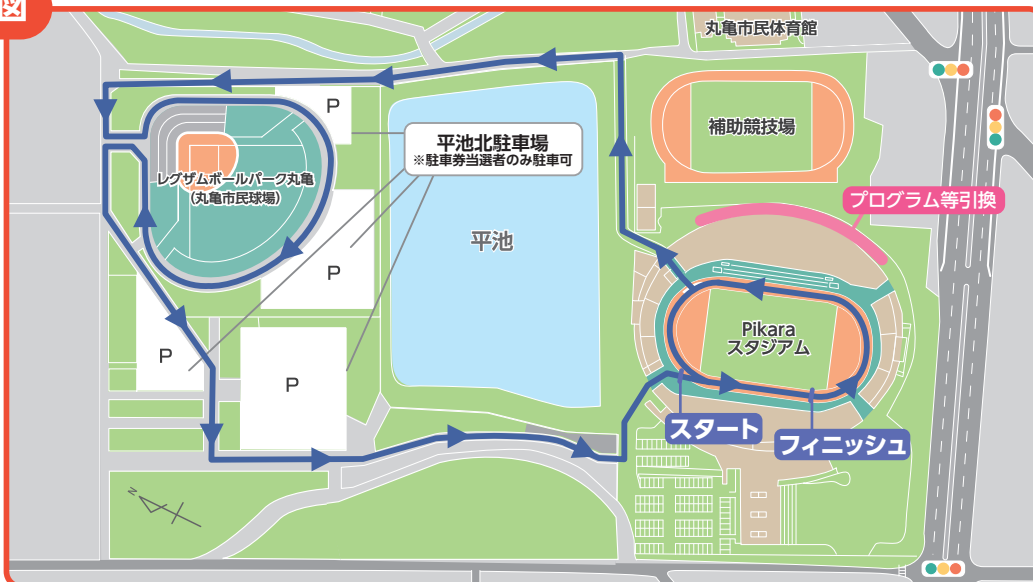 図
丸亀市民体育館
P
平池北駐車場
※駐車券当選者のみ駐車可
補助競技場
レグザムボールパーク丸亀
(丸亀市民球場)
プログラム等引換
平池
P
Pikara
スタジアム
P
P
スタート
フィニッシュ
N